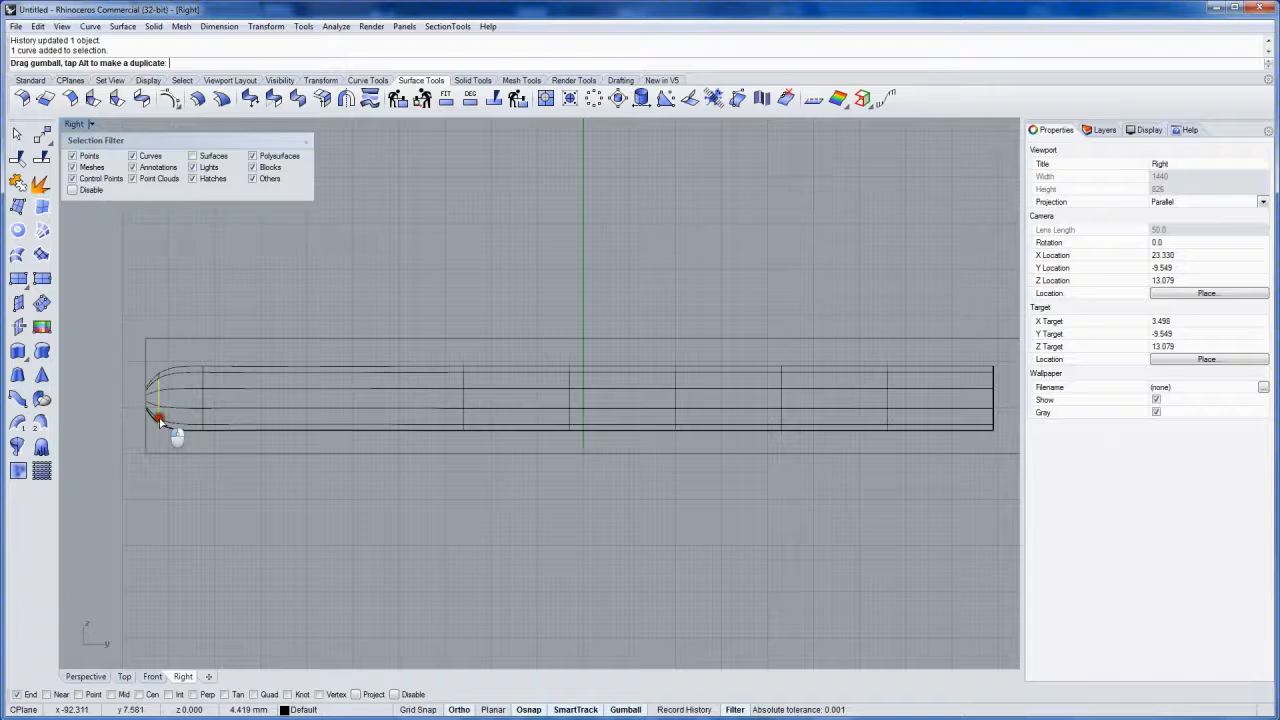 Untitled - Rhinoceros Commercial (32-bit) - [Right]
File Edit View Curve Surface Solid Mesh Dimension Transform Tools Analyze Render Panels SectionTools Help
History updated 1 object.
1 curve added to selection.
Drag gumball, tap Alt to make a duplicate:
Standard CPlanes Set View Display Select Viewport Layout Visibility Transform Curve Tools Surface Tools Solid Tools Mesh Tools Render Tools Drafting New in V5
FIT DEG
Right
Selection Filter
Points Curves Surfaces Polysurfaces
Meshes Annotations Lights Blocks
Control Points Point Clouds Hatches Others
Disable
Properties Layers Display Help
Viewport
Title Right
Width 1440
Height 826
Projection Parallel
Camera
Lens Length 50.0
Rotation 0.0
X Location 23.330
Y Location -9.549
Z Location 13.079
Location Place...
Target
X Target 3.498
Y Target -9.549
Z Target 13.079
Location Place...
Wallpaper
Filename (none)
Show
Gray
z
y
Perspective Top Front Right
End Near Point Mid Cen Int Perp Tan Quad Knot Vertex Project Disable
CPlane x -92.311 y 7.581 z 0.000 4.419 mm Default Grid Snap Ortho Planar Osnap SmartTrack Gumball Record History Filter Absolute tolerance: 0.001